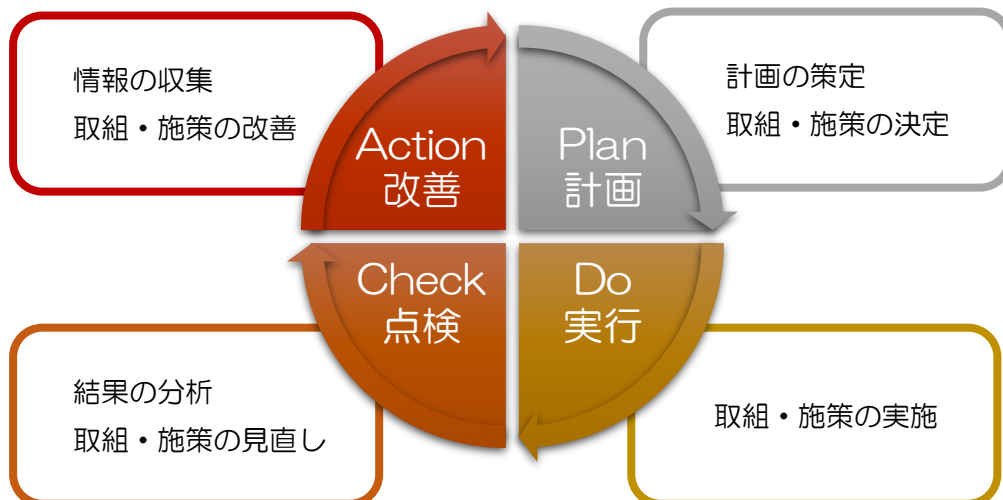 情報の収集
取組・施策の改善
Action
改善
Plan
計画
計画の策定
取組・施策の決定
結果の分析
取組・施策の見直し
Check
点検
Do
実行
取組・施策の実施